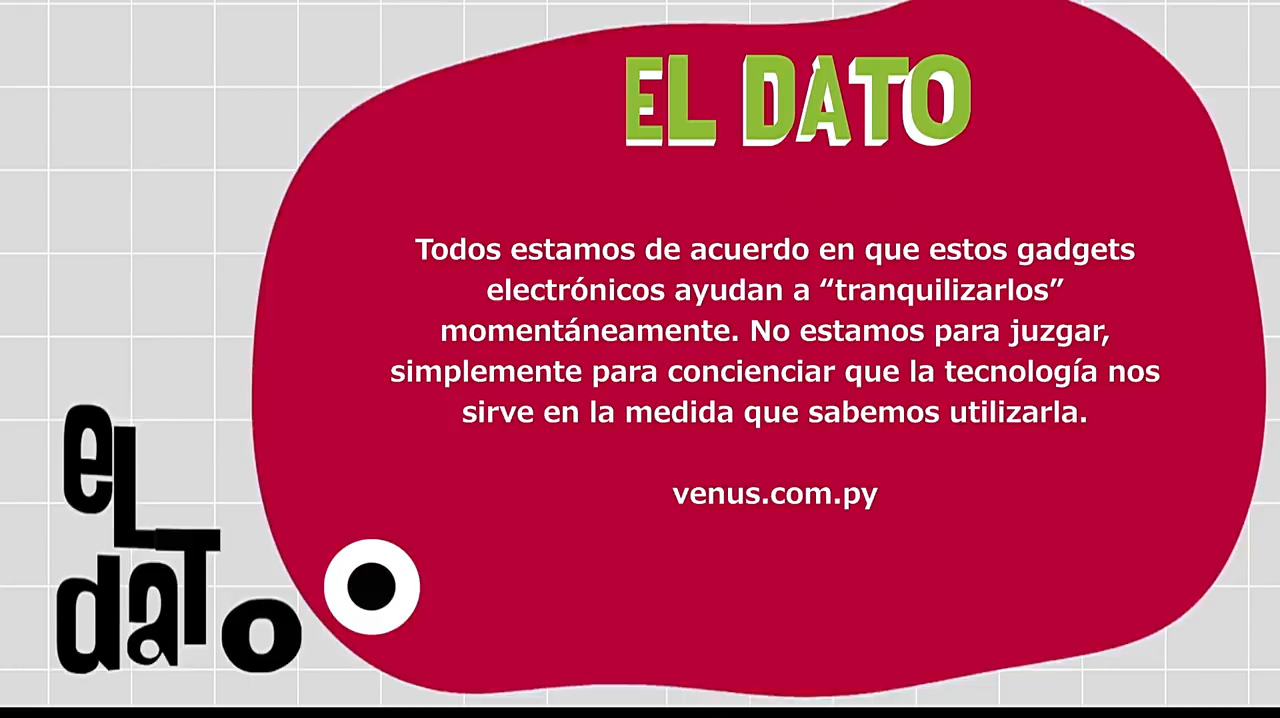 EL DATO
Todos estamos de acuerdo en que estos gadgets
electrónicos ayudan a “tranquilizarlos”
momentáneamente. No estamos para juzgar,
simplemente para concienciar que la tecnología nos
sirve en la medida que sabemos utilizarla.
venus.com.py
eL
daTo